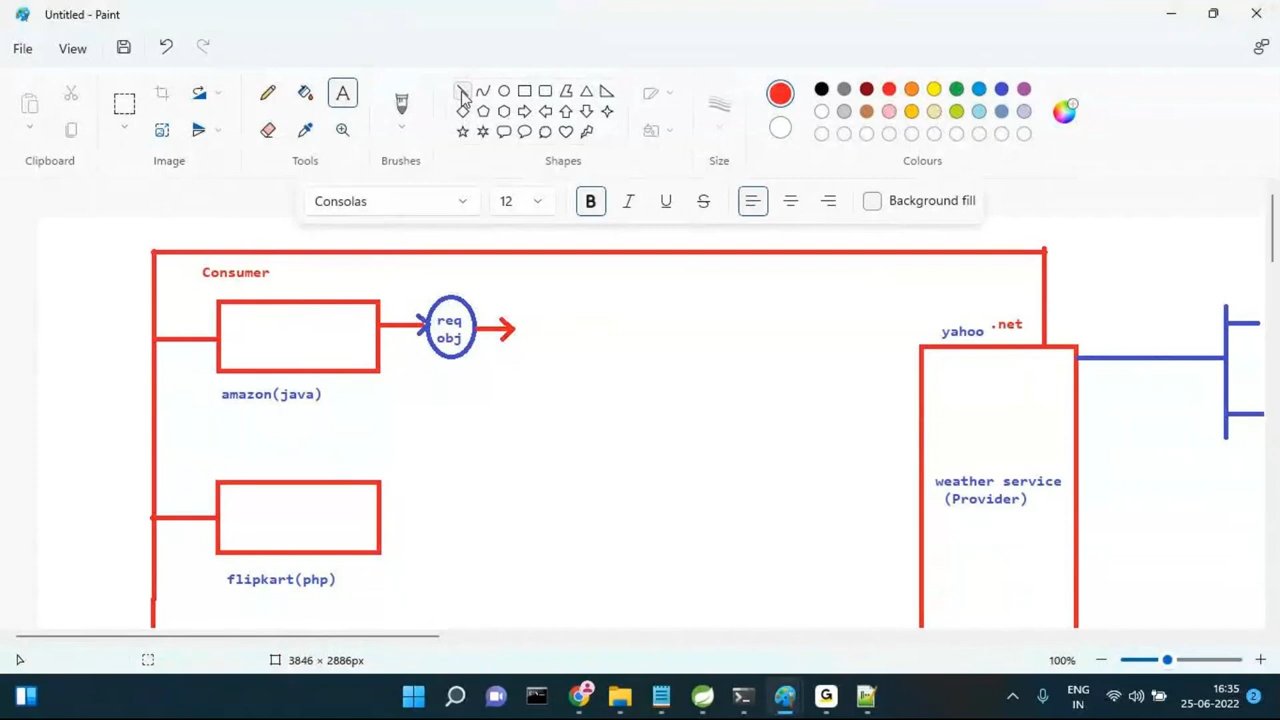 Untitled - Paint
File
View
Clipboard
Image
Tools
Brushes
Shapes
Size
Colours
Consolas
12
B
I
U
S
Background fill
Consumer
req
obj
amazon(java)
yahoo .net
weather service
(Provider)
flipkart(php)
3846 × 2886px
100%
ENG
IN
16:35
25-06-2022
2